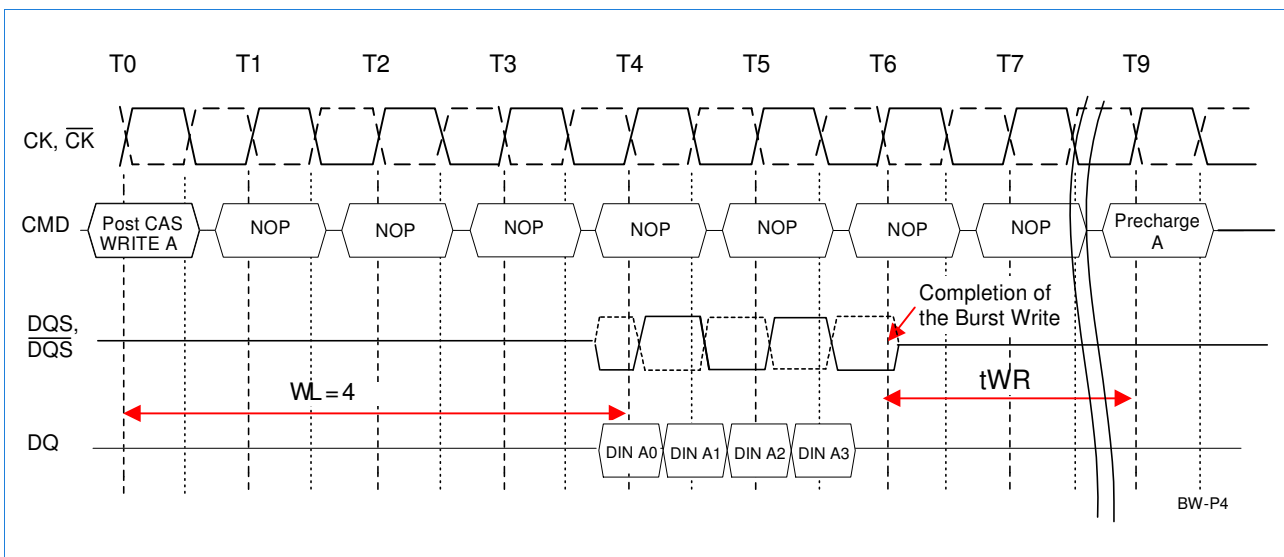 T0 T1 T2 T3 T4 T5 T6 T7 T9
CK, CK
CMD
Post CAS
WRITE A
NOP NOP NOP NOP NOP NOP NOP
Precharge
A
Completion of
the Burst Write
DQS,
DQS
WL=4
tWR
DQ
DIN A0 DIN A1 DIN A2 DIN A3
BW-P4